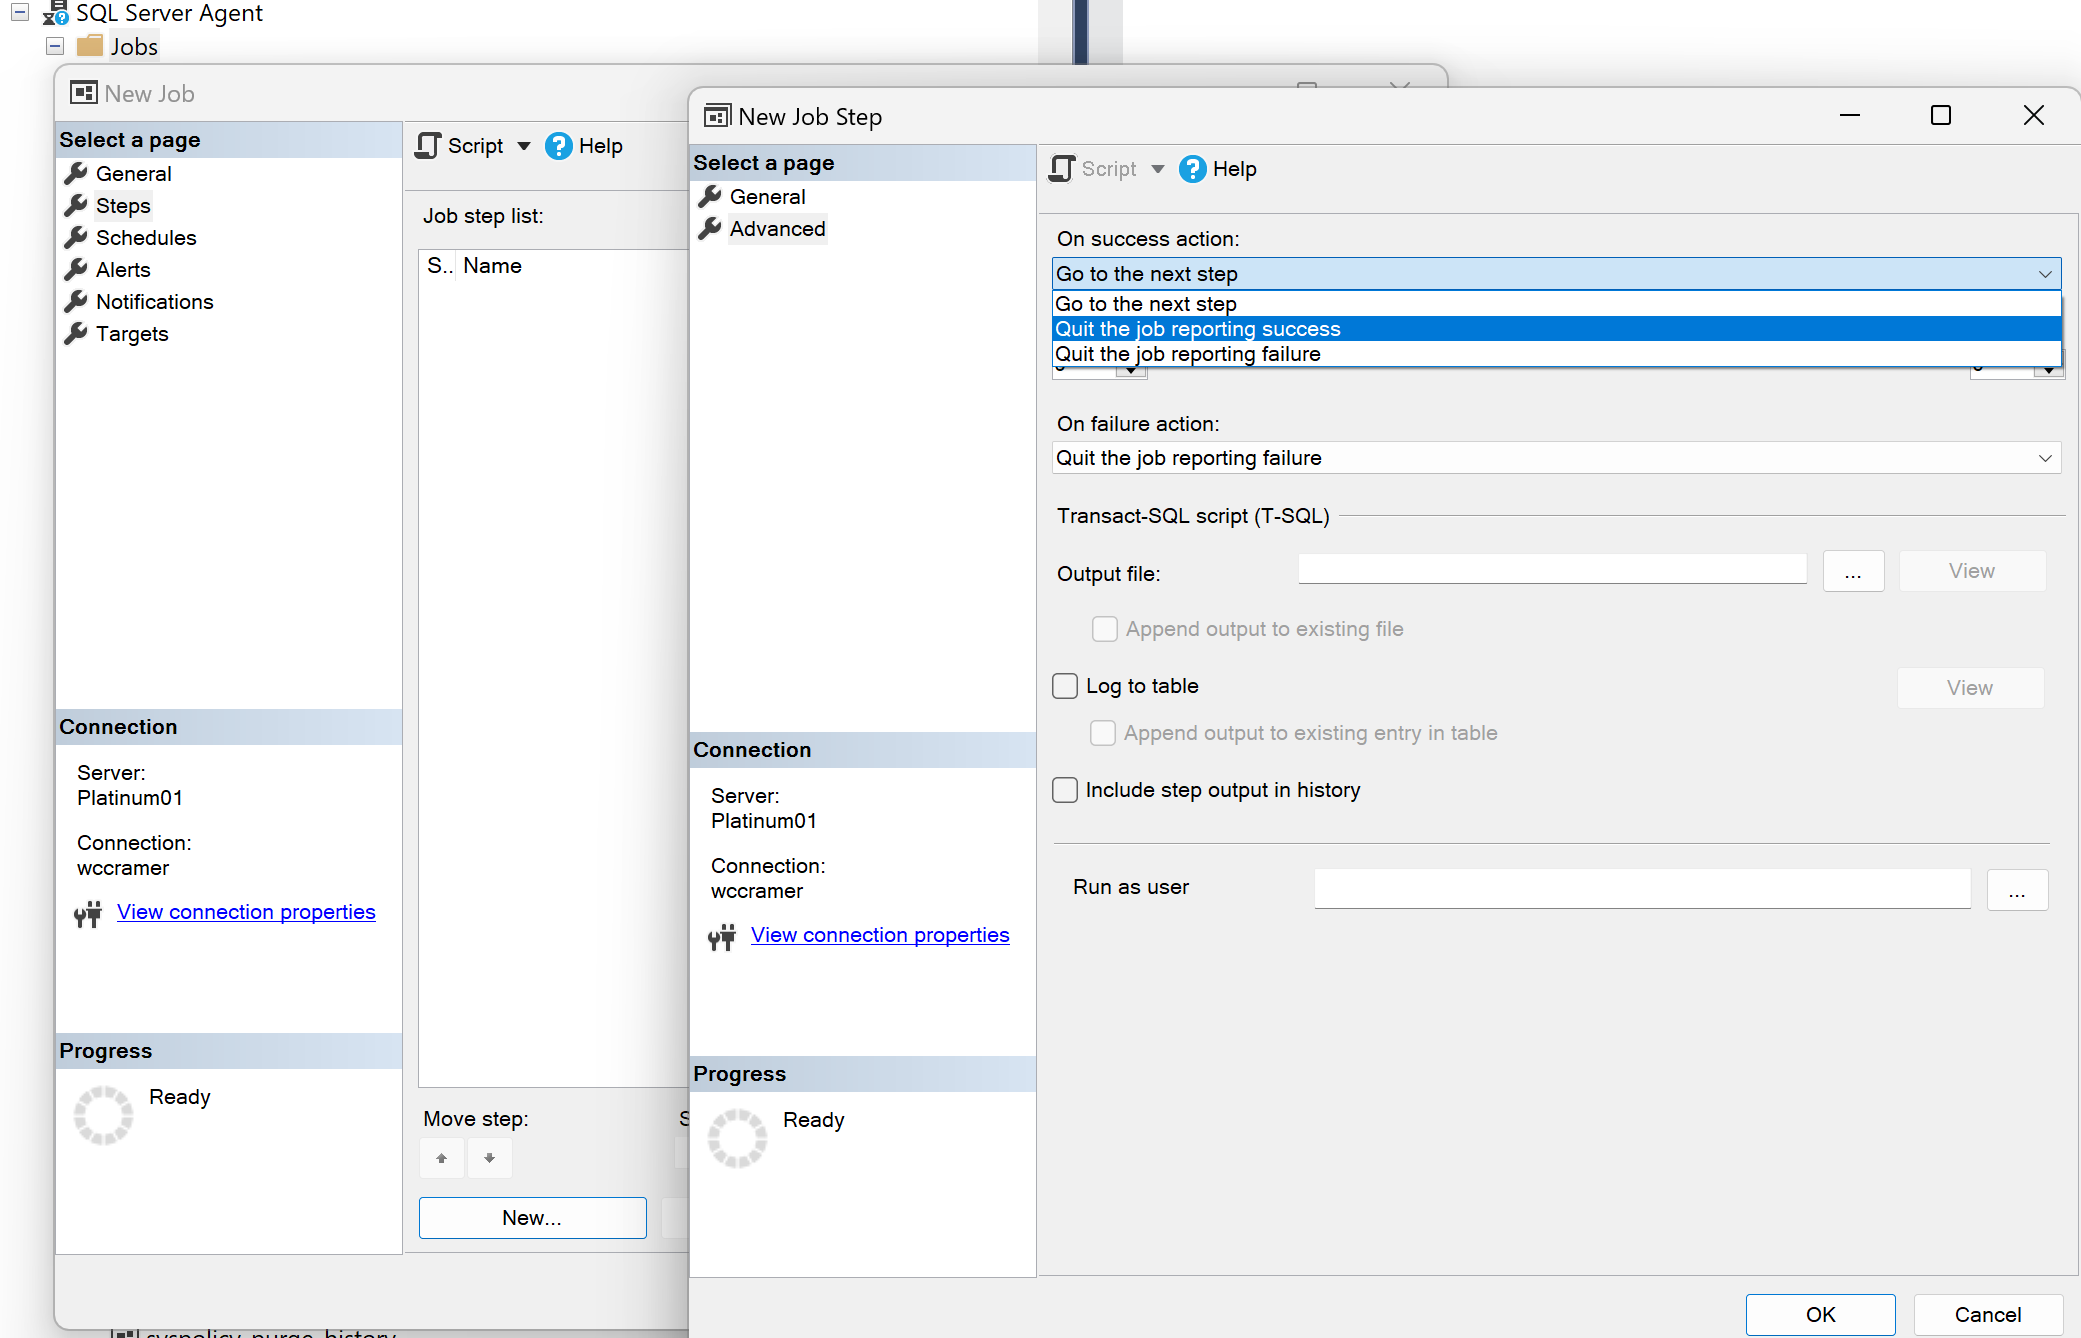 SQL Server Agent
Jobs
New Job
Select a page
General
Steps
Schedules
Alerts
Notifications
Targets
Connection
Server:
Platinum01
Connection:
wccramer
View connection properties
Progress
Ready
Script
Help
Job step list:
S.. Name
Move step:
New...
New Job Step
Select a page
General
Advanced
Connection
Server:
Platinum01
Connection:
wccramer
View connection properties
Progress
Ready
Script
Help
On success action:
Go to the next step
Go to the next step
Quit the job reporting success
Quit the job reporting failure
On failure action:
Quit the job reporting failure
Transact-SQL script (T-SQL)
Output file:
...
View
Append output to existing file
Log to table
View
Append output to existing entry in table
Include step output in history
Run as user
...
OK
Cancel
syspolicy_purge_history